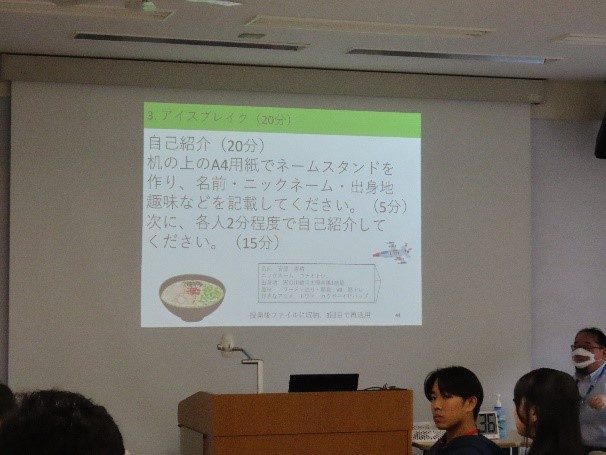 3. アイスブレイク（20分）
自己紹介（20分）
机の上のA4用紙でネームスタンドを
作り、名前・ニックネーム・出身地
趣味などを記載してください。（5分）
次に、各人2分程度で自己紹介して
ください。（15分）
授業後ファイルに収納、3回目で再活用
36